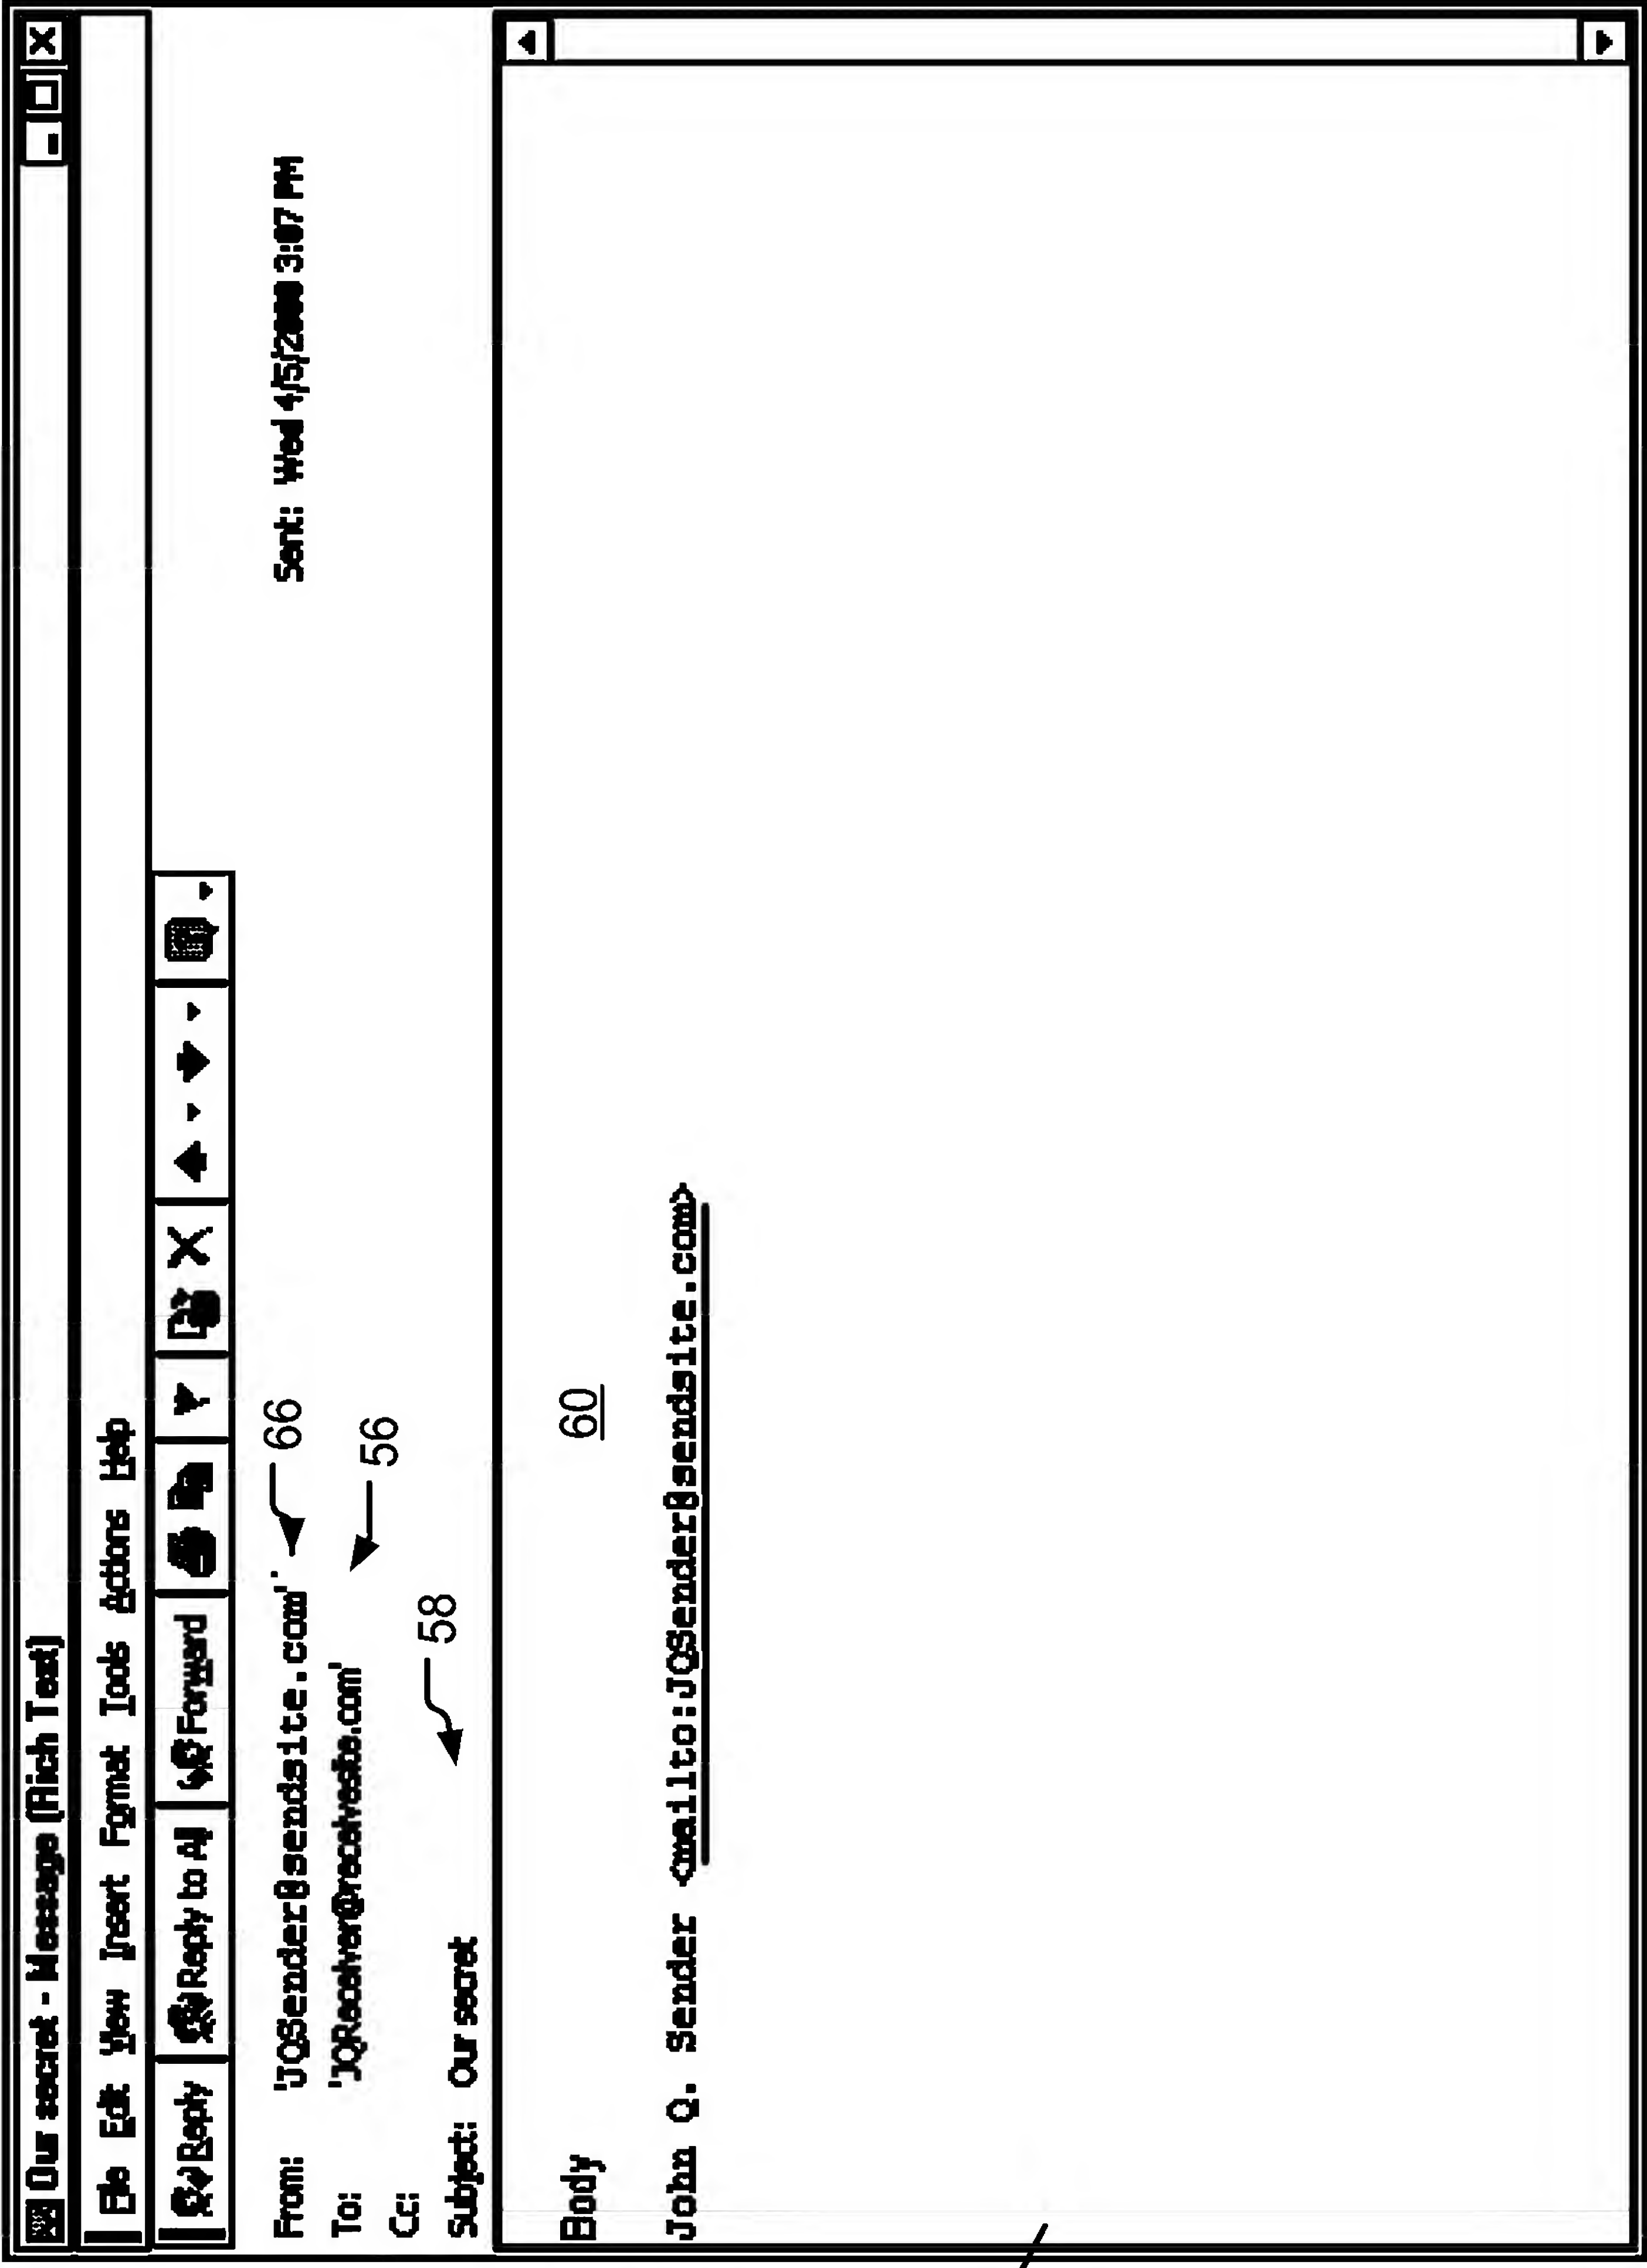 Our secret - Message (Rich Text)
File Edit View Insert Format Tools Actions Help
Reply Reply to All Forward
From: 'JQSender@sendsite.com' 66 Sent: Wed 4/5/2000 3:07 PM
To: 'JQReceiver@receivesite.com' 56
Cc:
Subject: Our secret 58
Body 60
John Q. Sender <mailto:JQSender@sendsite.com>